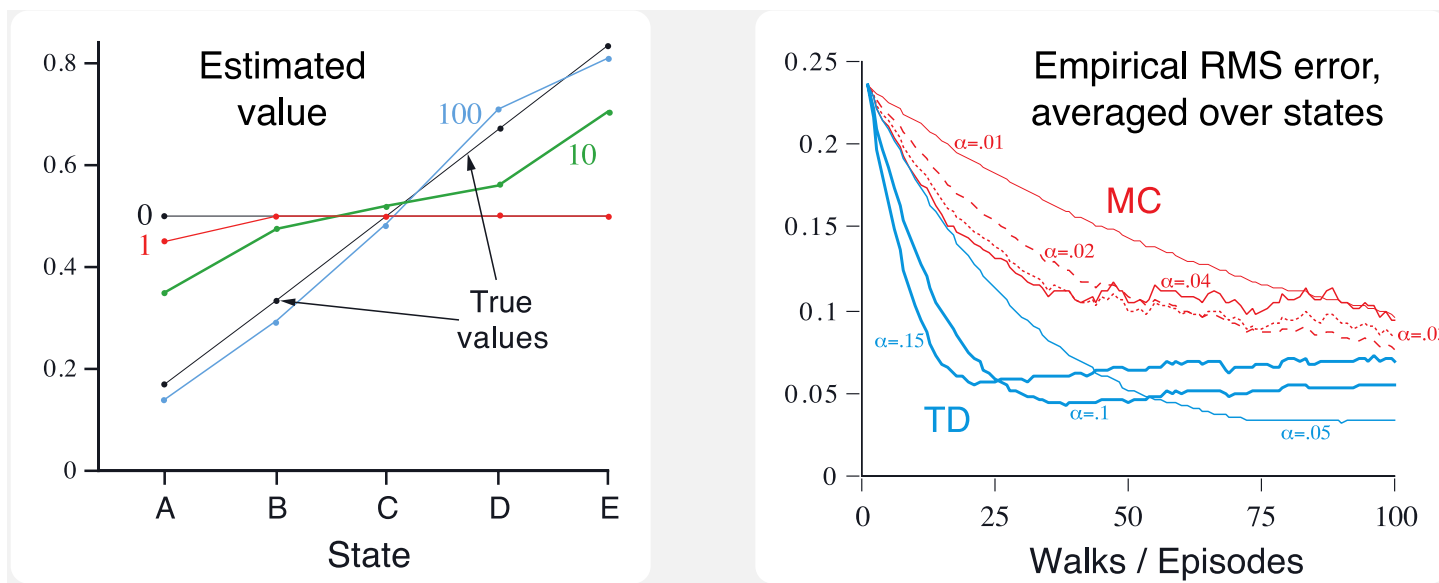 Estimated
value
0.8
0.6
0.4
0.2
0
0
1
100
10
True
values
A B C D E
State
Empirical RMS error,
averaged over states
0.25
0.2
0.15
0.1
0.05
0
α=.01
MC
α=.02
α=.04
α=.15
TD
α=.1
α=.05
0 25 50 75 100
Walks / Episodes